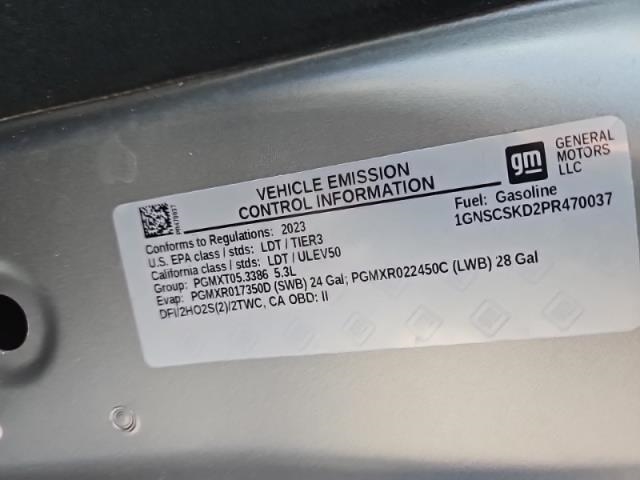 VEHICLE EMISSION
CONTROL INFORMATION
gm
GENERAL
MOTORS
LLC
Fuel: Gasoline
1GNSCSKD2PR470037
Conforms to Regulations: 2023
U.S. EPA class / stds: LDT / TIER3
California class / stds: LDT / ULEV50
Group: PGMXT05.3386 5.3L
Evap: PGMXR017350D (SWB) 24 Gal; PGMXR022450C (LWB) 28 Gal
DFI/2HO2S(2)/2TWC, CA OBD: II